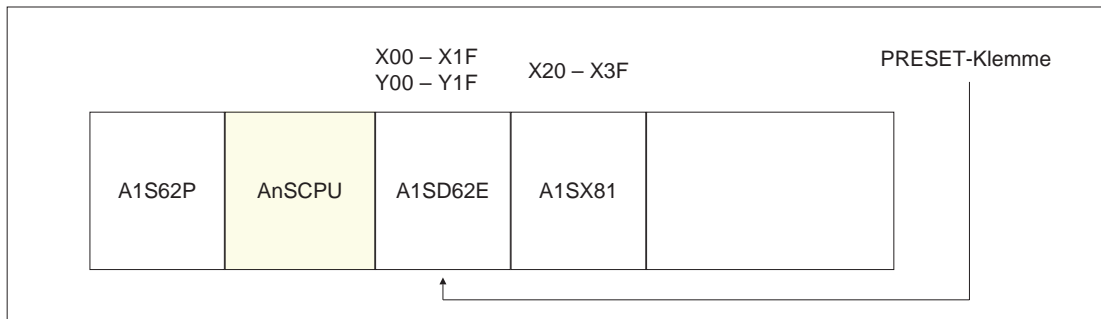 X00 – X1F
Y00 – Y1F
X20 – X3F
PRESET-Klemme
A1S62P
AnSCPU
A1SD62E
A1SX81